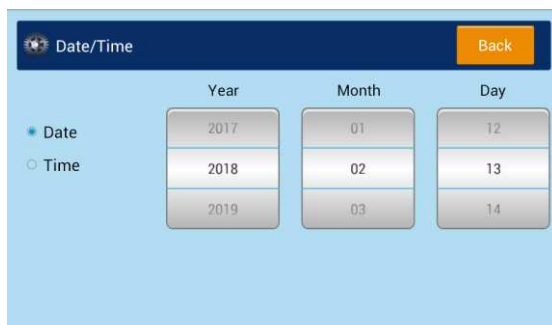 Date/Time Back
Year Month Day
Date
Time
2017 01 12
2018 02 13
2019 03 14